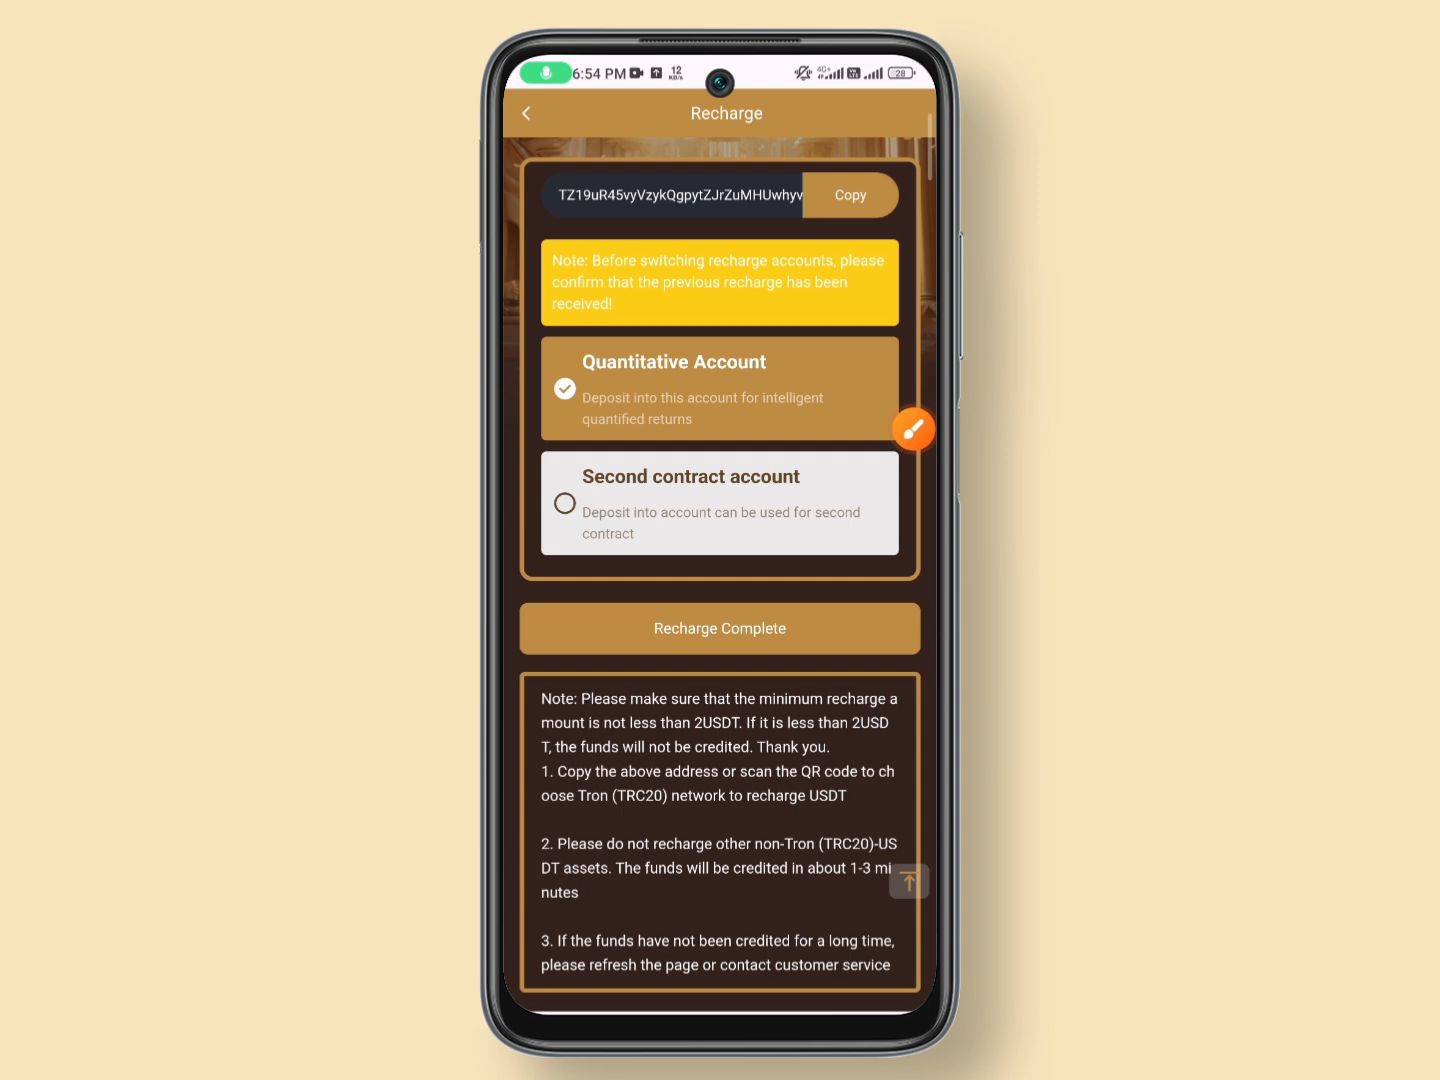 6:54 PM 12 KB/s 4G+ 28
Recharge
TZ19uR45vyVzykQgpytZJrZuMHUwhyv Copy
Note: Before switching recharge accounts, please
confirm that the previous recharge has been
received!
Quantitative Account
Deposit into this account for intelligent
quantified returns
Second contract account
Deposit into account can be used for second
contract
Recharge Complete
Note: Please make sure that the minimum recharge a
mount is not less than 2USDT. If it is less than 2USD
T, the funds will not be credited. Thank you.
1. Copy the above address or scan the QR code to ch
oose Tron (TRC20) network to recharge USDT
2. Please do not recharge other non-Tron (TRC20)-US
DT assets. The funds will be credited in about 1-3 mi
nutes
3. If the funds have not been credited for a long time,
please refresh the page or contact customer service